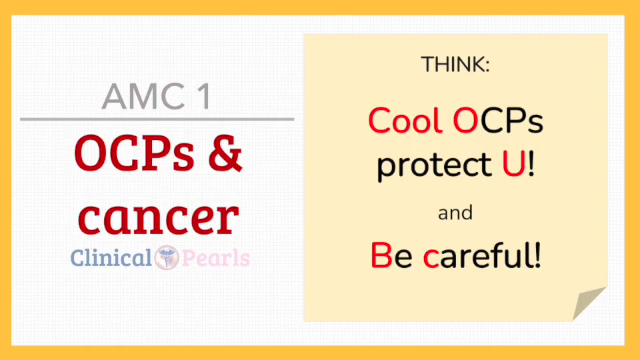 AMC 1
OCPs &
cancer
Clinical Pearls
THINK:
Cool OCPs
protect U!
and
Be careful!